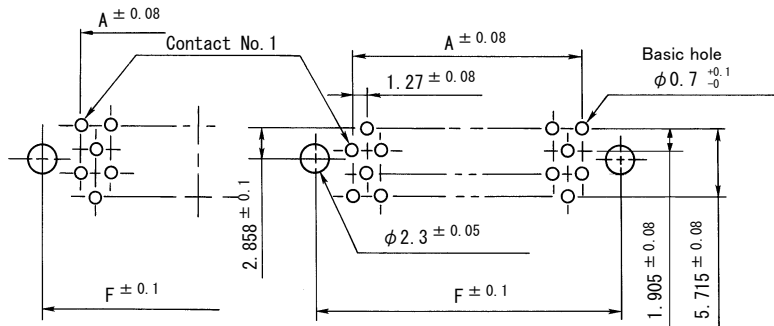 A ± 0.08
Contact No.1
A ± 0.08
1.27 ± 0.08
Basic hole
φ0.7 +0.1 -0
2.858 ± 0.1
φ2.3 ± 0.05
1.905 ± 0.08
5.715 ± 0.08
F ± 0.1
F ± 0.1